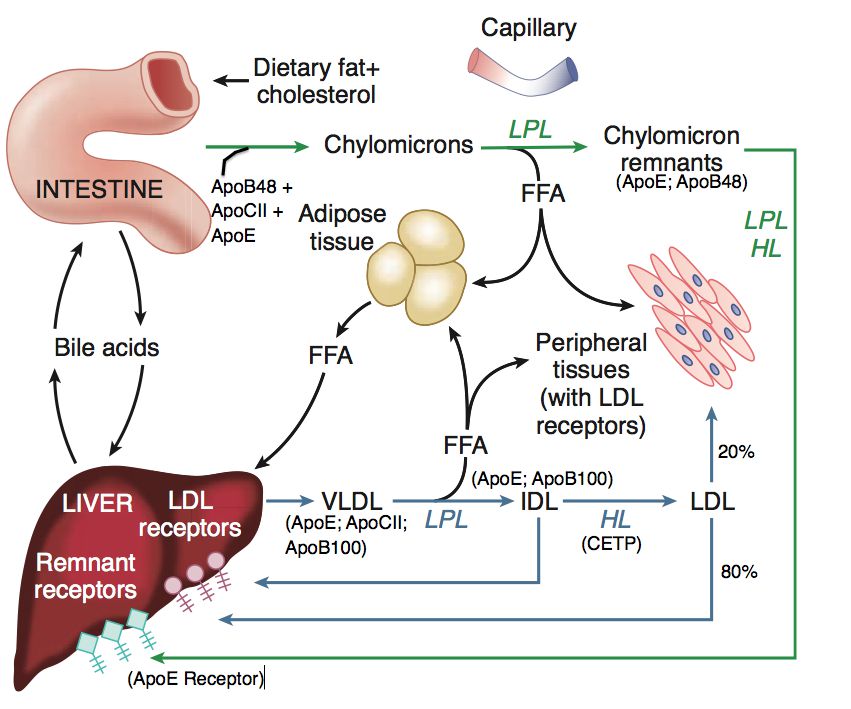 Capillary
Dietary fat+
cholesterol
LPL
Chylomicrons
Chylomicron
remnants
(ApoE; ApoB48)
INTESTINE
ApoB48 +
ApoCII +
ApoE
Adipose
tissue
FFA
LPL
HL
Bile acids
FFA
Peripheral
tissues
(with LDL
receptors)
FFA
20%
LIVER
LDL
receptors
VLDL
(ApoE; ApoCII;
ApoB100)
LPL
(ApoE; ApoB100)
IDL
HL
(CETP)
LDL
Remnant
receptors
80%
(ApoE Receptor)